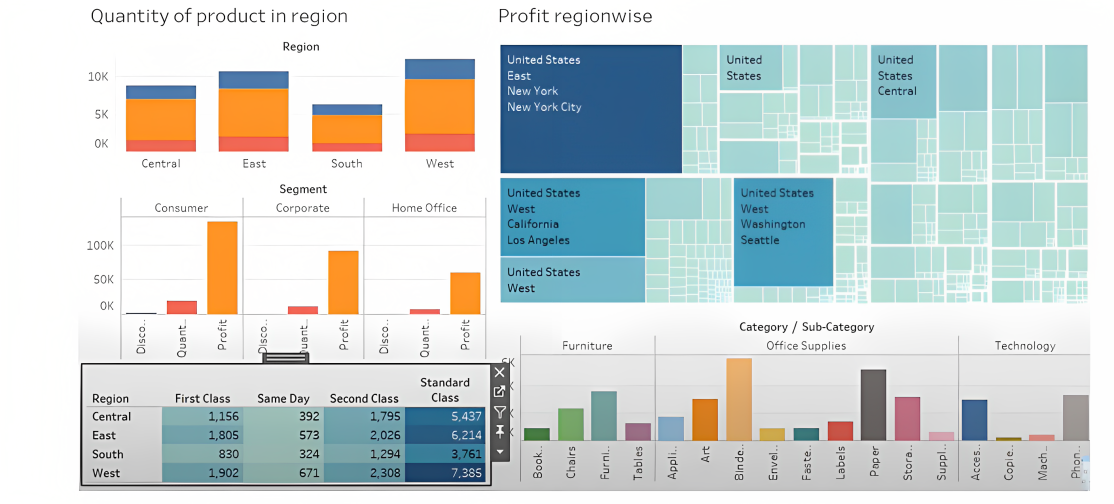 Quantity of product in region
Region
10K
5K
0K
Central East South West
Segment
Consumer Corporate Home Office
100K
50K
0K
Disco.. Quant.. Profit Disco.. Quant.. Profit Disco.. Quant.. Profit
Region First Class Same Day Second Class Standard Class
Central 1,156 392 1,795 5,437
East 1,805 573 2,026 6,214
South 830 324 1,294 3,761
West 1,902 671 2,308 7,385
Profit regionwise
United States
East
New York
New York City
United
States
United
States
Central
United States
West
California
Los Angeles
United States
West
Washington
Seattle
United States
West
Category / Sub-Category
Furniture Office Supplies Technology
Book.. Chairs Furni.. Tables Appli.. Art Binde.. Envel.. Faste.. Labels Paper Stora.. Suppl.. Acces.. Copie.. Mach.. Phon..